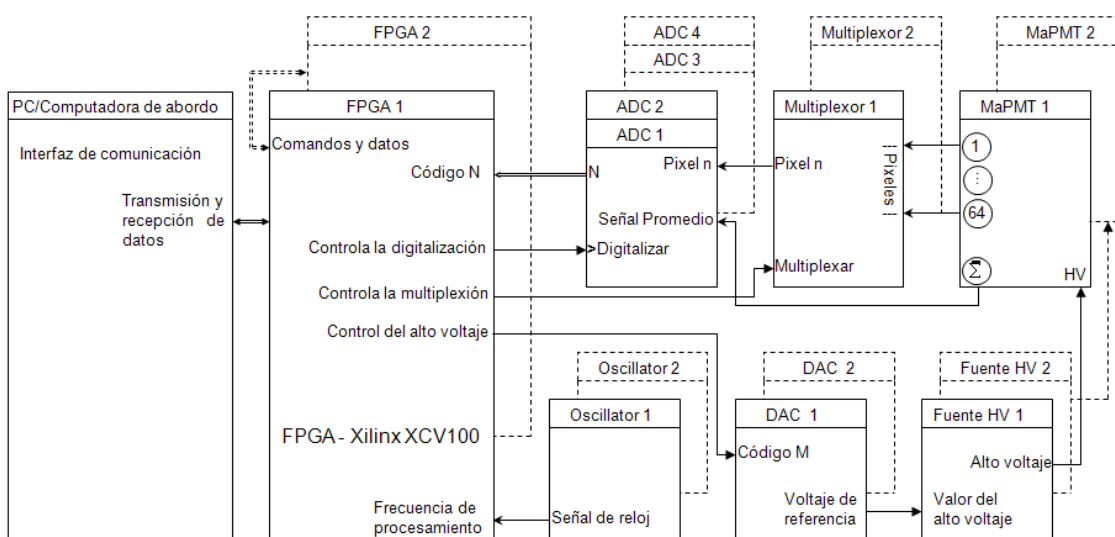 FPGA 2
ADC 4
ADC 3
Multiplexor 2
MaPMT 2
PC/Computadora de abordo
Interfaz de comunicación
Transmisión y
recepción de
datos
FPGA 1
Comandos y datos
Código N
Controla la digitalización
Controla la multiplexión
Control del alto voltaje
FPGA - Xilinx XCV100
Frecuencia de
procesamiento
ADC 2
ADC 1
N
Pixel n
Señal Promedio
>Digitalizar
Multiplexor 1
Pixel n
| Pixeles |
Multiplexar
MaPMT 1
1
⋮
64
Σ
HV
Oscillator 2
Oscillator 1
Señal de reloj
DAC 2
DAC 1
Código M
Voltaje de
referencia
Fuente HV 2
Fuente HV 1
Alto voltaje
Valor del
alto voltaje